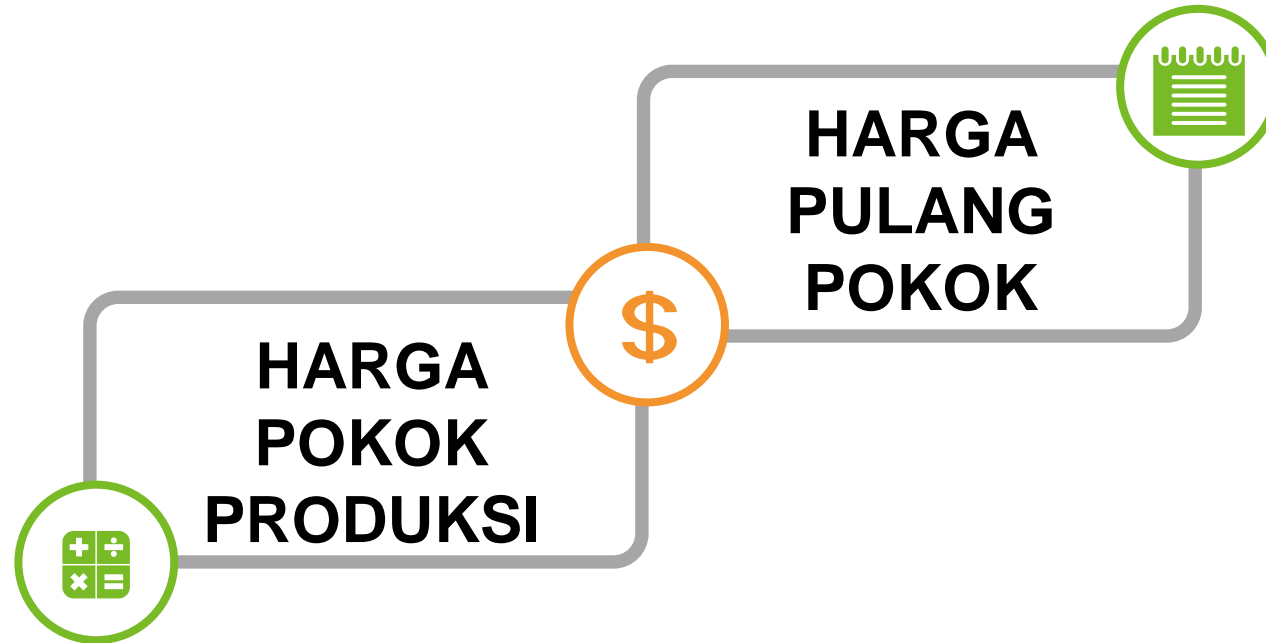 HARGA
PULANG
POKOK
HARGA
POKOK
PRODUKSI
$